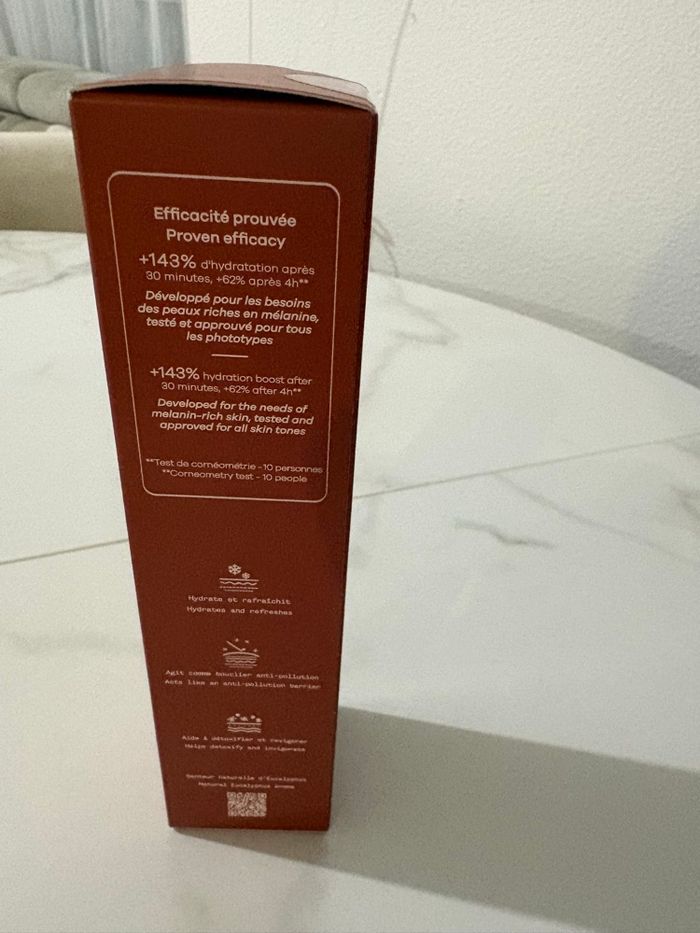 Efficacité prouvée
Proven efficacy
+143% d'hydratation après
30 minutes, +62% après 4h**
Développé pour les besoins
des peaux riches en mélanine,
testé et approuvé pour tous
les phototypes
+143% hydration boost after
30 minutes, +62% after 4h**
Developed for the needs of
melanin-rich skin, tested and
approved for all skin tones
**Test de cornéométrie - 10 personnes
**Corneometry test - 10 people
Hydrate et rafraîchit
Hydrates and refreshes
Agit comme bouclier anti-pollution
Acts like an anti-pollution barrier
Aide à détoxifier et revigorer
Helps detoxify and invigorate
Senteur Naturelle d'Eucalyptus
Natural Eucalyptus Aroma